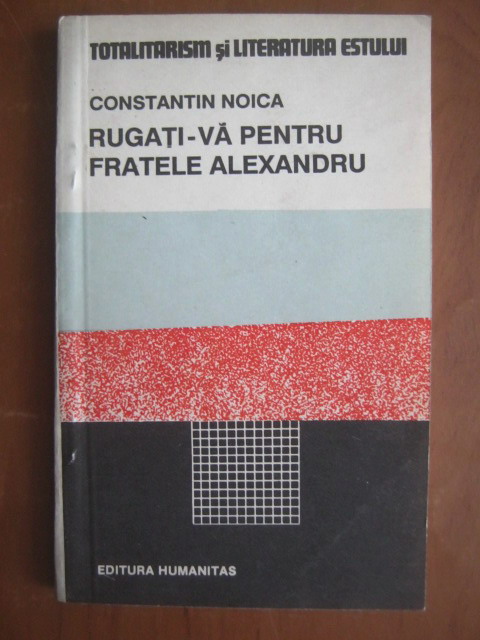 TOTALITARISM şi LITERATURA ESTULUI
CONSTANTIN NOICA
RUGAŢI-VĂ PENTRU
FRATELE ALEXANDRU
EDITURA HUMANITAS